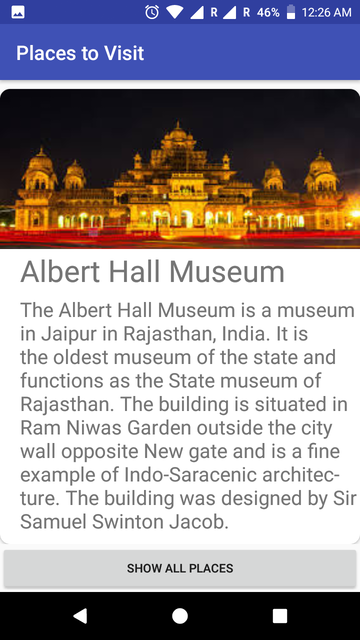 R R 46% 12:26 AM
Places to Visit
Albert Hall Museum
The Albert Hall Museum is a museum
in Jaipur in Rajasthan, India. It is
the oldest museum of the state and
functions as the State museum of
Rajasthan. The building is situated in
Ram Niwas Garden outside the city
wall opposite New gate and is a fine
example of Indo-Saracenic architec-
ture. The building was designed by Sir
Samuel Swinton Jacob.
SHOW ALL PLACES